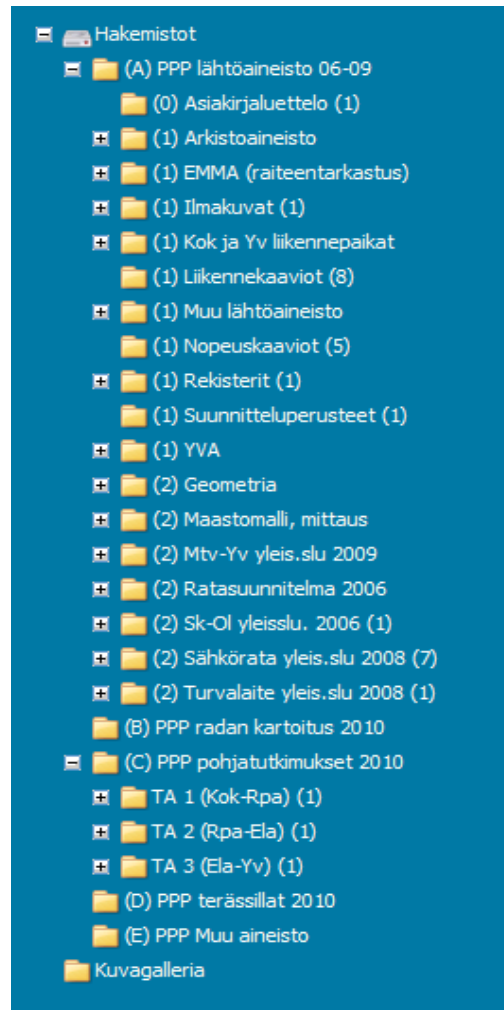 Hakemistot
(A) PPP lähtöaineisto 06-09
(0) Asiakirjaluettelo (1)
(1) Arkistoaineisto
(1) EMMA (raiteentarkastus)
(1) Ilmakuvat (1)
(1) Kok ja Yv liikennepaikat
(1) Liikennekaaviot (8)
(1) Muu lähtöaineisto
(1) Nopeuskaaviot (5)
(1) Rekisterit (1)
(1) Suunnitteluperusteet (1)
(1) YVA
(2) Geometria
(2) Maastomalli, mittaus
(2) Mtv-Yv yleis.slu 2009
(2) Ratasuunnitelma 2006
(2) Sk-Ol yleisslu. 2006 (1)
(2) Sähkörata yleis.slu 2008 (7)
(2) Turvalaite yleis.slu 2008 (1)
(B) PPP radan kartoitus 2010
(C) PPP pohjatutkimukset 2010
TA 1 (Kok-Rpa) (1)
TA 2 (Rpa-Ela) (1)
TA 3 (Ela-Yv) (1)
(D) PPP terässillat 2010
(E) PPP Muu aineisto
Kuvagalleria